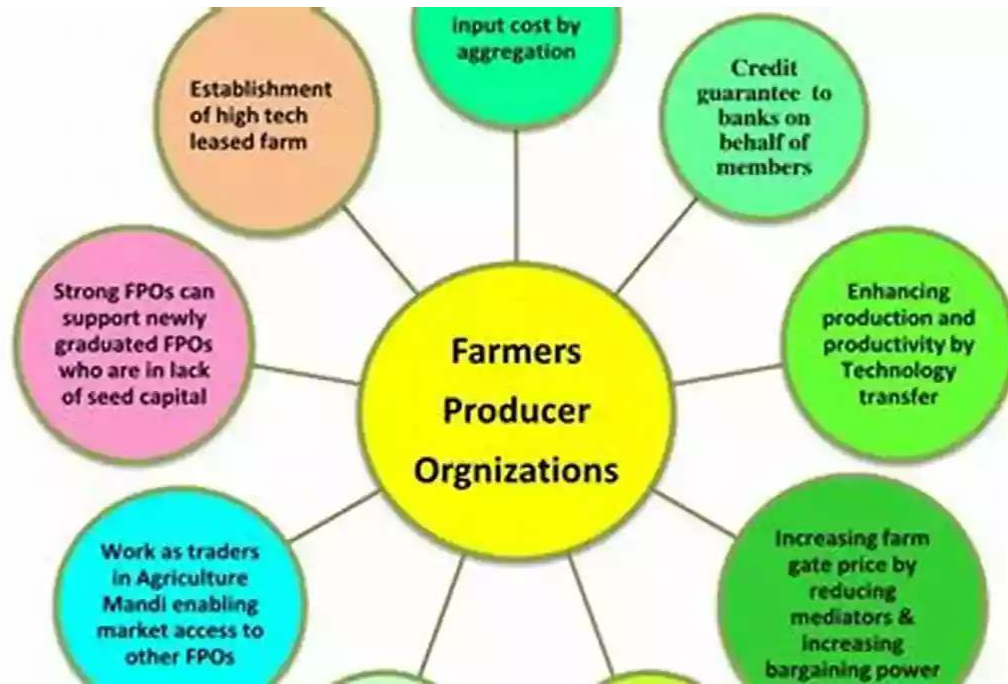 input cost by
aggregation
Credit
guarantee to
banks on
behalf of
members
Establishment
of high tech
leased farm
Enhancing
production and
productivity by
Technology
transfer
Strong FPOs can
support newly
graduated FPOs
who are in lack
of seed capital
Farmers
Producer
Orgnizations
Increasing farm
gate price by
reducing
mediators &
increasing
bargaining power
Work as traders
in Agriculture
Mandi enabling
market access to
other FPOs